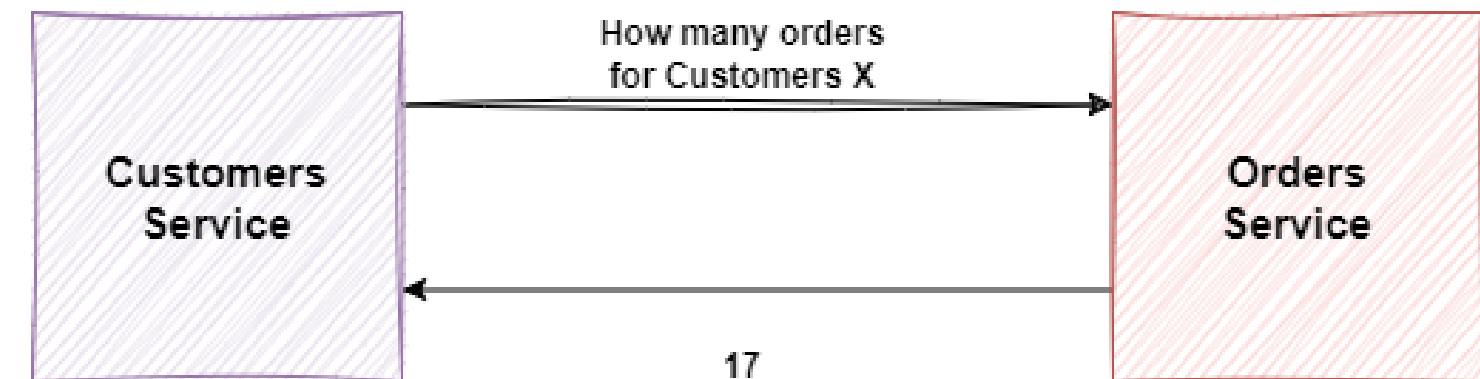 How many orders
for Customers X
Customers
Service
Orders
Service
17